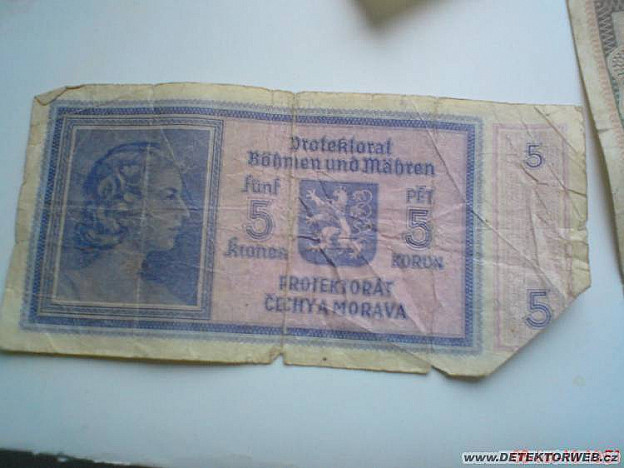 Protektorat
Böhmen und Mähren
fünf
PĚT
5
5
Kronen
KORUN
PROTEKTORÁT
ČECHY A MORAVA
5
5
www.DETEKTORWEB.cz